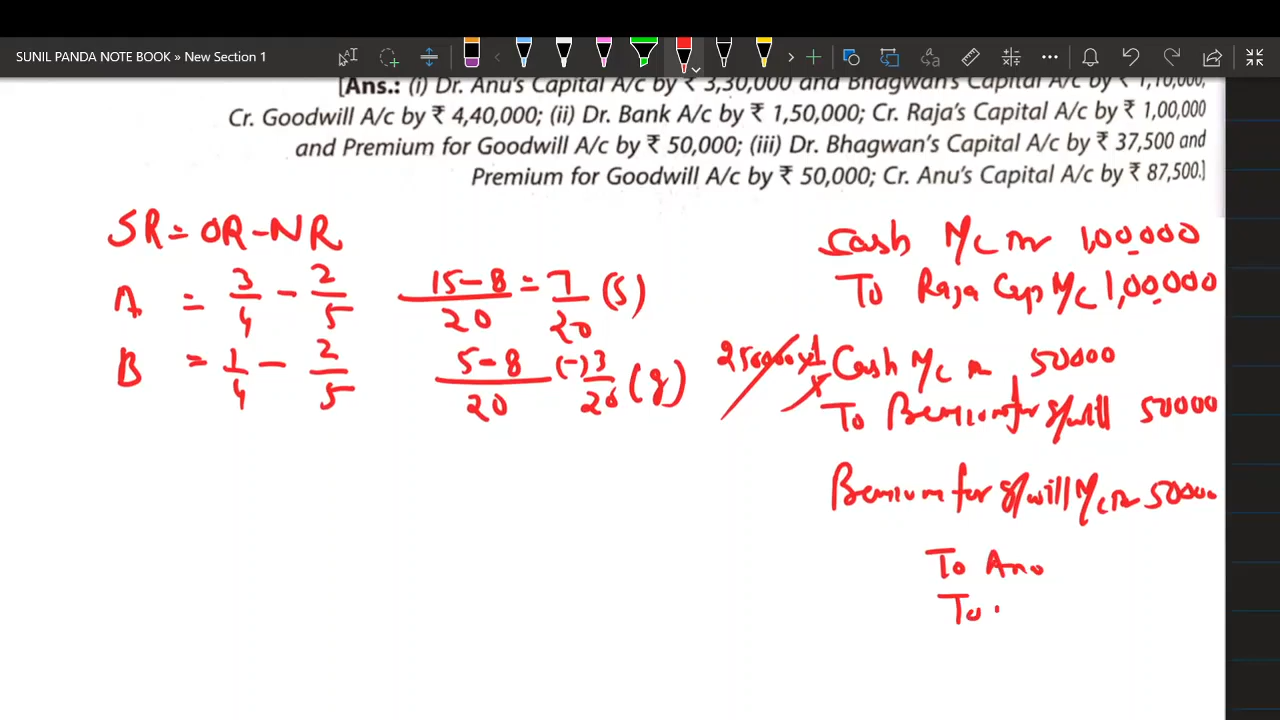 SUNIL PANDA NOTE BOOK » New Section 1
[Ans.: (i) Dr. Anu's Capital A/c by ₹ 3,30,000 and Bhagwan's Capital A/c by ₹ 1,10,000;
Cr. Goodwill A/c by ₹ 4,40,000; (ii) Dr. Bank A/c by ₹ 1,50,000; Cr. Raja's Capital A/c by ₹ 1,00,000
and Premium for Goodwill A/c by ₹ 50,000; (iii) Dr. Bhagwan's Capital A/c by ₹ 37,500 and
Premium for Goodwill A/c by ₹ 50,000; Cr. Anu's Capital A/c by ₹ 87,500.]
SR = OR - NR
A = 3/4 - 2/5 15-8/20 = 7/20 (S)
B = 1/4 - 2/5 5-8/20 (-)3/20 (g)
250000 x 1/
Cash A/c Dr 1,00,000
To Raja Cap A/c 1,00,000
Cash A/c Dr 50000
To Premium for g/will 50000
Premium for g/will A/c Dr 50000
To Anu
To